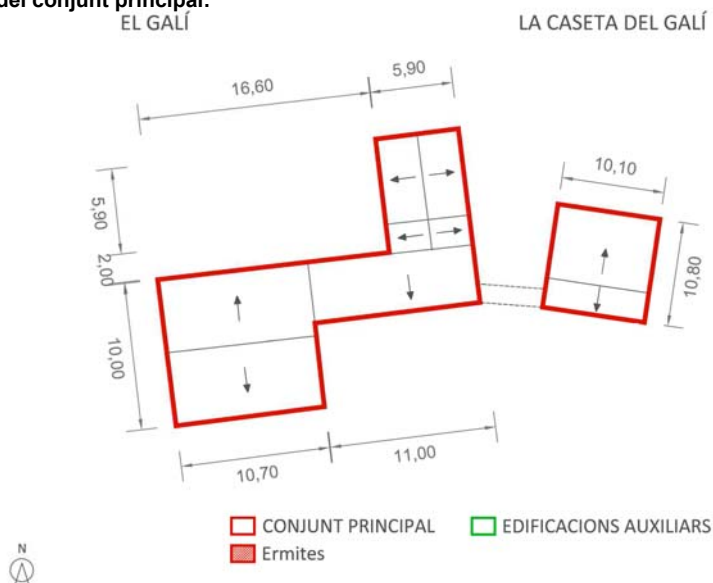 del conjunt principal.
EL GALÍ
LA CASETA DEL GALÍ
16,60
5,90
10,10
5,90
2,00
10,80
10,00
10,70
11,00
CONJUNT PRINCIPAL
EDIFICACIONS AUXILIARS
Ermites
N